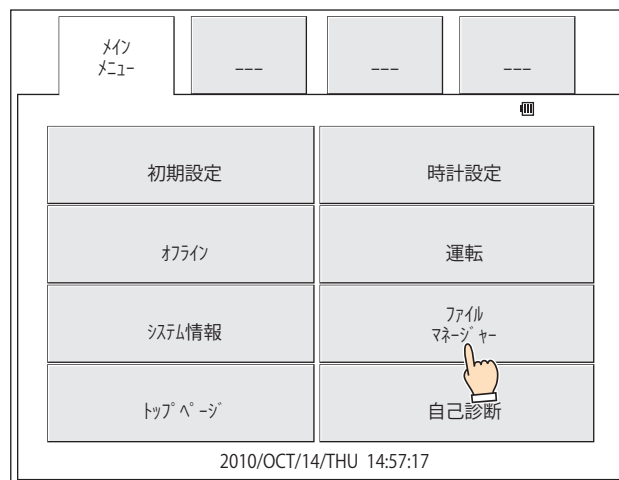 ﾒｲﾝ
ﾒﾆｭｰ
---
---
---
初期設定
時計設定
ｵﾌﾗｲﾝ
運転
ｼｽﾃﾑ情報
ﾌｧｲﾙ
ﾏﾈｰｼﾞｬｰ
ﾄｯﾌﾟﾍﾟｰｼﾞ
自己診断
2010/OCT/14/THU 14:57:17